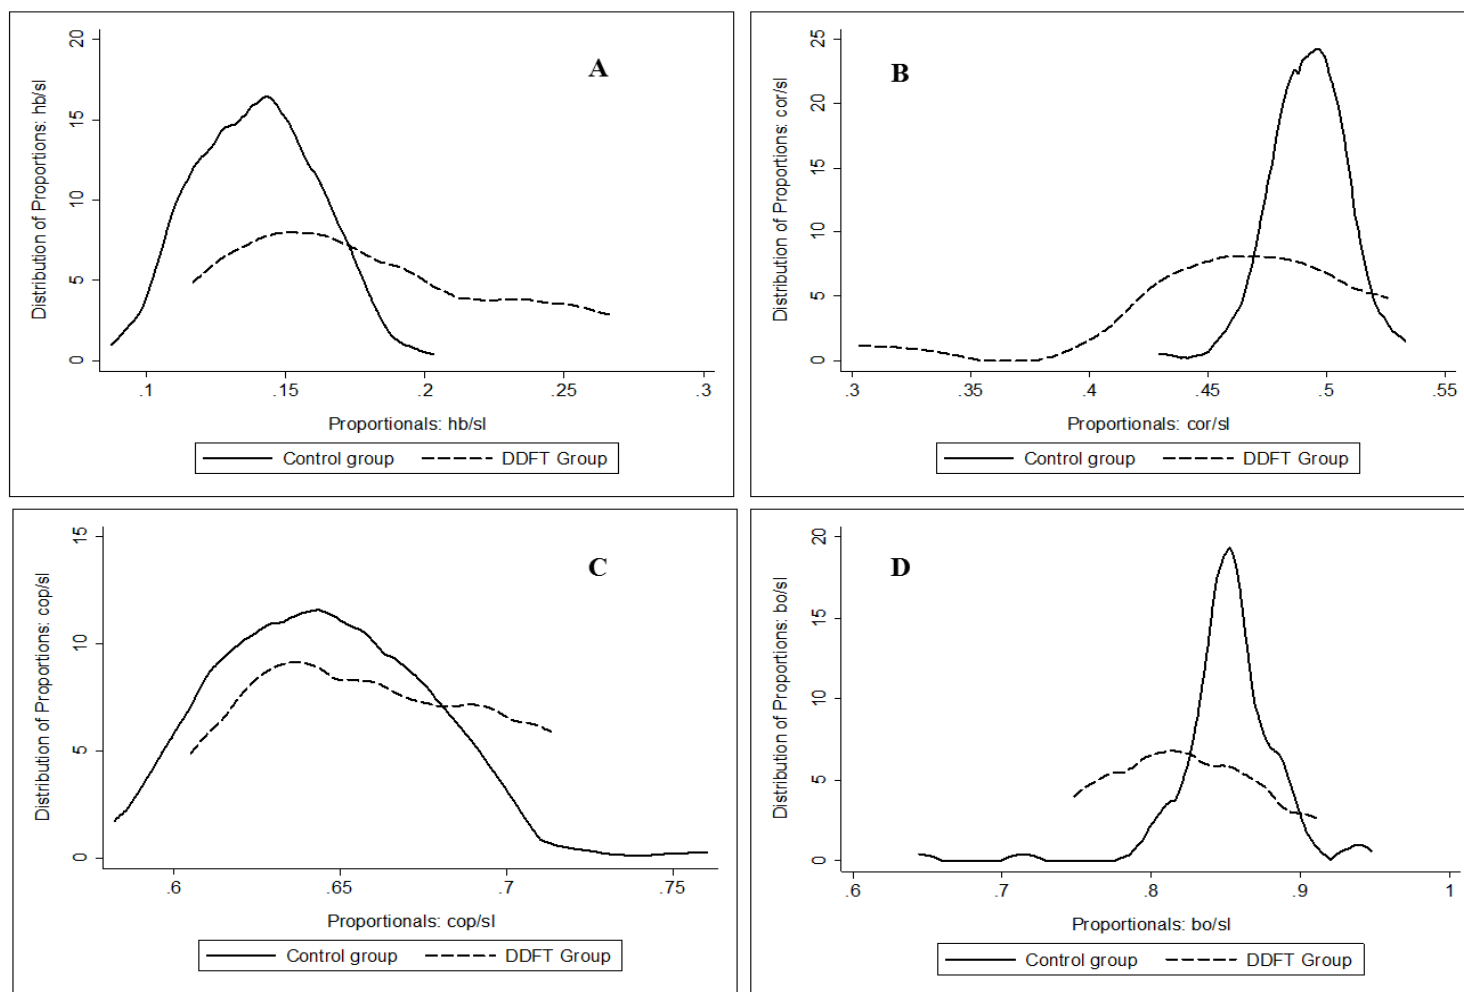 A
Distribution of Proportions: hb/sl
0 5 10 15 20
.1 .15 .2 .25 .3
Proportionals: hb/sl
Control group DDFT Group
B
Distribution of Proportions: cor/sl
0 5 10 15 20 25
.3 .35 .4 .45 .5 .55
Proportionals: cor/sl
Control group DDFT Group
C
Distribution of Proportions: cop/sl
0 5 10 15
.6 .65 .7 .75
Proportionals: cop/sl
Control group DDFT Group
D
Distribution of Proportions: bo/sl
0 5 10 15 20
.6 .7 .8 .9 1
Proportionals: bo/sl
Control group DDFT Group